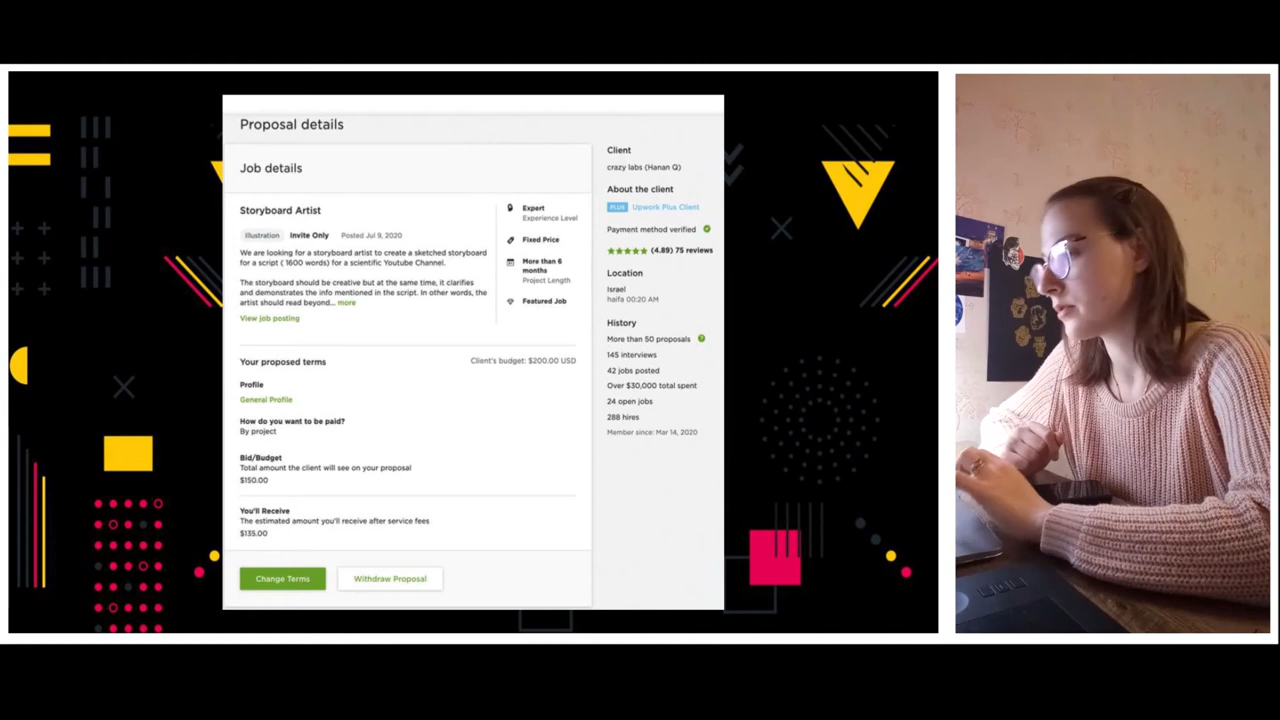 Proposal details
Job details
Storyboard Artist
Illustration Invite Only Posted Jul 9, 2020
We are looking for a storyboard artist to create a sketched storyboard
for a script ( 1600 words) for a scientific Youtube Channel.
The storyboard should be creative but at the same time, it clarifies
and demonstrates the info mentioned in the script. In other words, the
artist should read beyond... more
View job posting
Expert
Experience Level
Fixed Price
More than 6
months
Project Length
Featured Job
Your proposed terms
Client's budget: $200.00 USD
Profile
General Profile
How do you want to be paid?
By project
Bid/Budget
Total amount the client will see on your proposal
$150.00
You'll Receive
The estimated amount you'll receive after service fees
$135.00
Change Terms
Withdraw Proposal
Client
crazy labs (Hanan Q)
About the client
PLUS Upwork Plus Client
Payment method verified
(4.89) 75 reviews
Location
Israel
haifa 00:20 AM
History
More than 50 proposals
145 interviews
42 jobs posted
Over $30,000 total spent
24 open jobs
288 hires
Member since: Mar 14, 2020